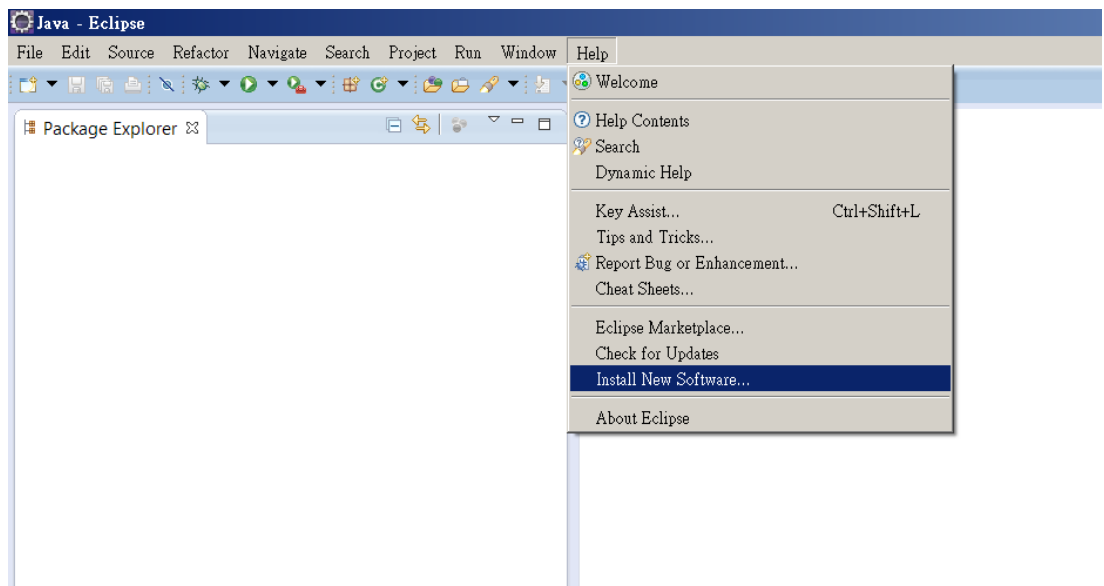 Java - Eclipse
File Edit Source Refactor Navigate Search Project Run Window Help
Package Explorer
Welcome
Help Contents
Search
Dynamic Help
Key Assist... Ctrl+Shift+L
Tips and Tricks...
Report Bug or Enhancement...
Cheat Sheets...
Eclipse Marketplace...
Check for Updates
Install New Software...
About Eclipse